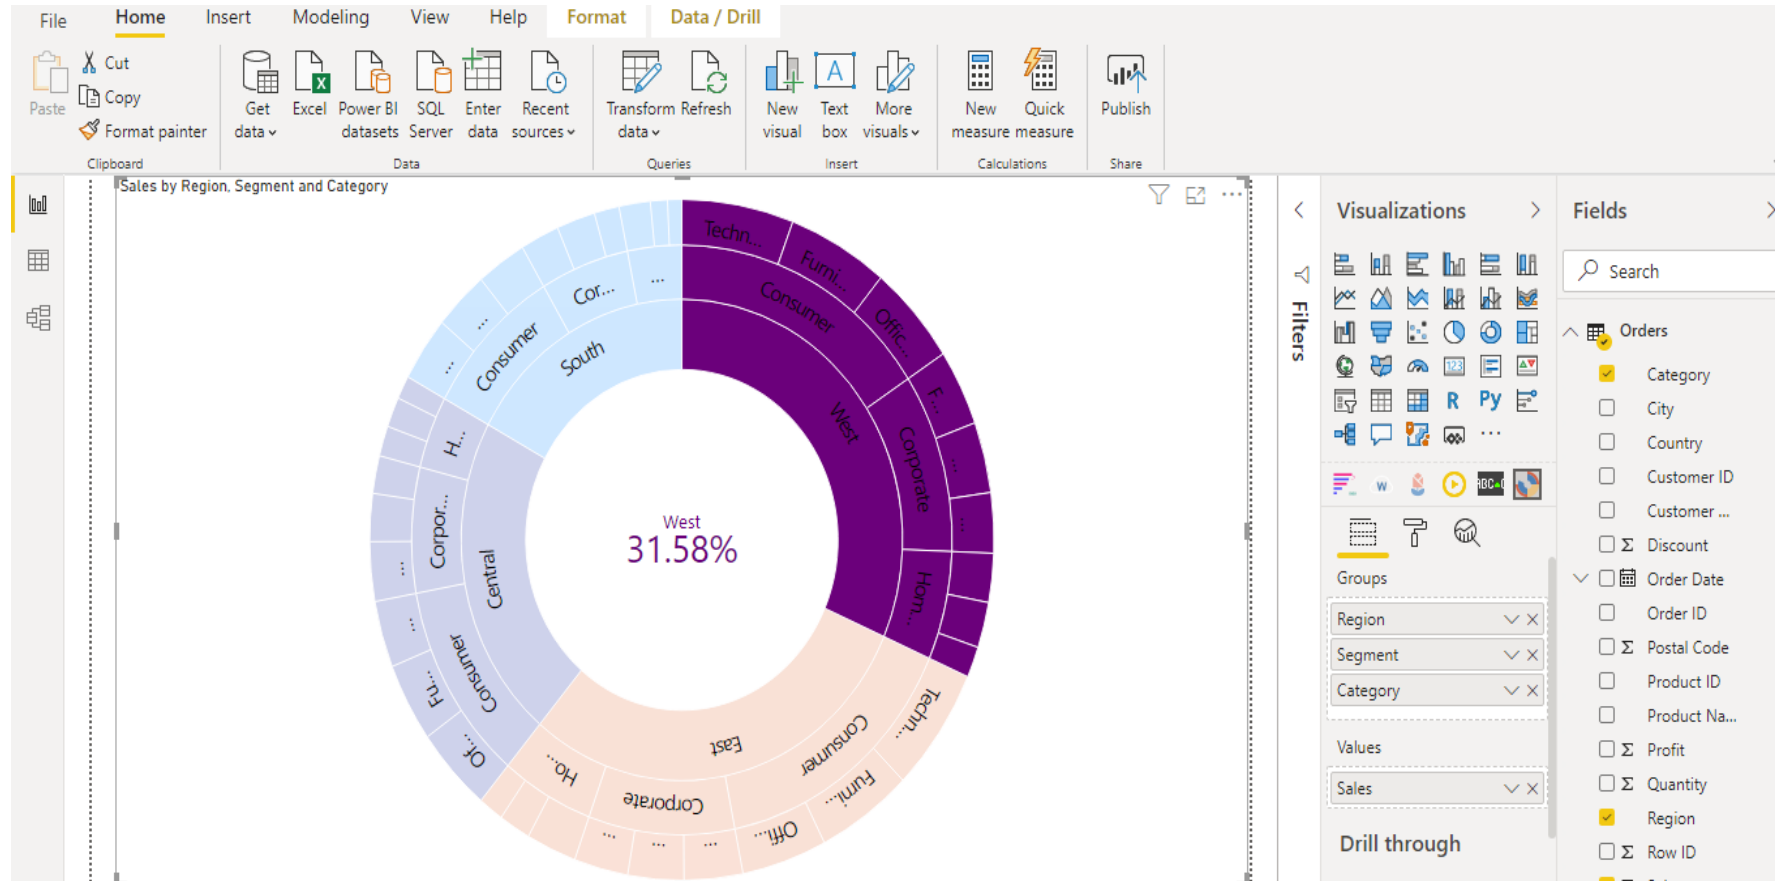 File Home Insert Modeling View Help Format Data / Drill
Paste
Cut
Copy
Format painter
Clipboard
Get data
Excel
Power BI datasets
SQL Server
Enter data
Recent sources
Data
Transform data
Refresh
Queries
New visual
Text box
More visuals
Insert
New measure
Quick measure
Calculations
Publish
Share
Sales by Region, Segment and Category
Techn...
Furni...
Offic...
Consumer
West
F...
...
...
Corporate
Hom...
Techn...
Furni...
Offi...
Consumer
East
...
...
...
Corporate
Ho...
Of...
Fu...
...
Consumer
Central
...
Corpor...
H...
...
...
Consumer
South
Cor...
...
West
31.58%
Filters
Visualizations
123
R
Py
...
W
Groups
Region
Segment
Category
Values
Sales
Drill through
Fields
Search
Orders
Category
City
Country
Customer ID
Customer ...
Σ Discount
Order Date
Order ID
Σ Postal Code
Product ID
Product Na...
Σ Profit
Σ Quantity
Region
Σ Row ID